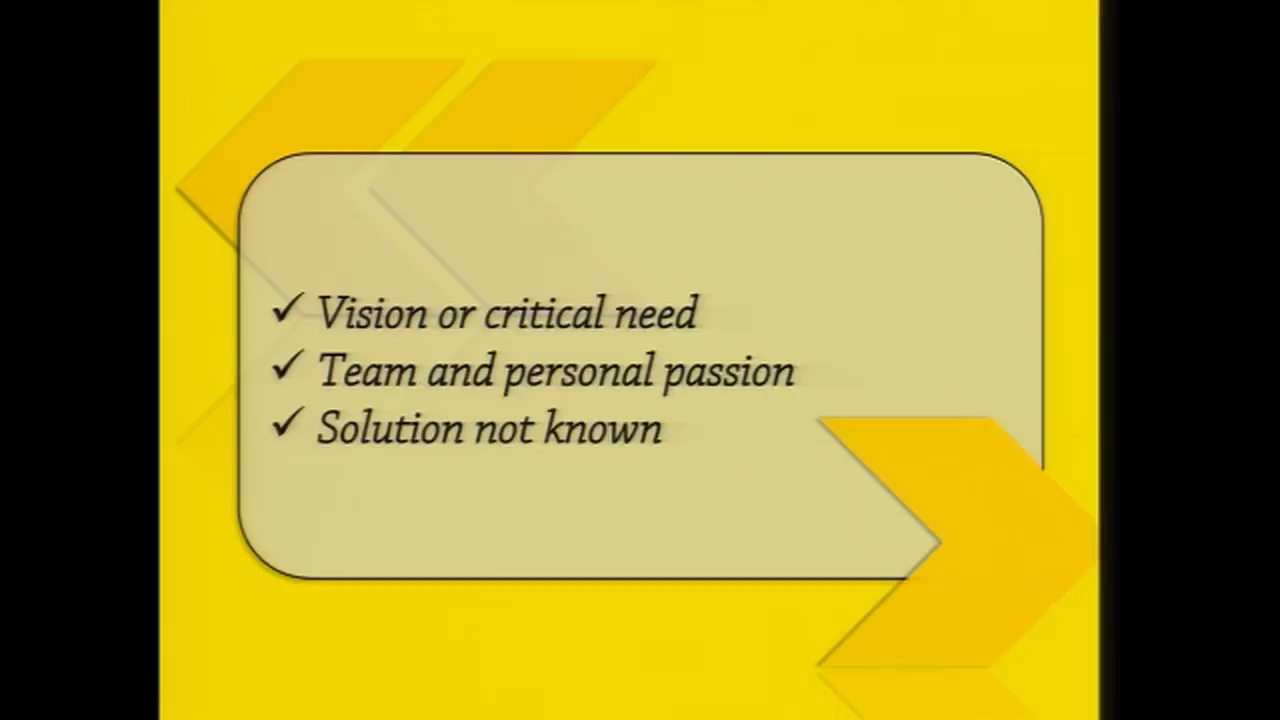 ✓ Vision or critical need
✓ Team and personal passion
✓ Solution not known